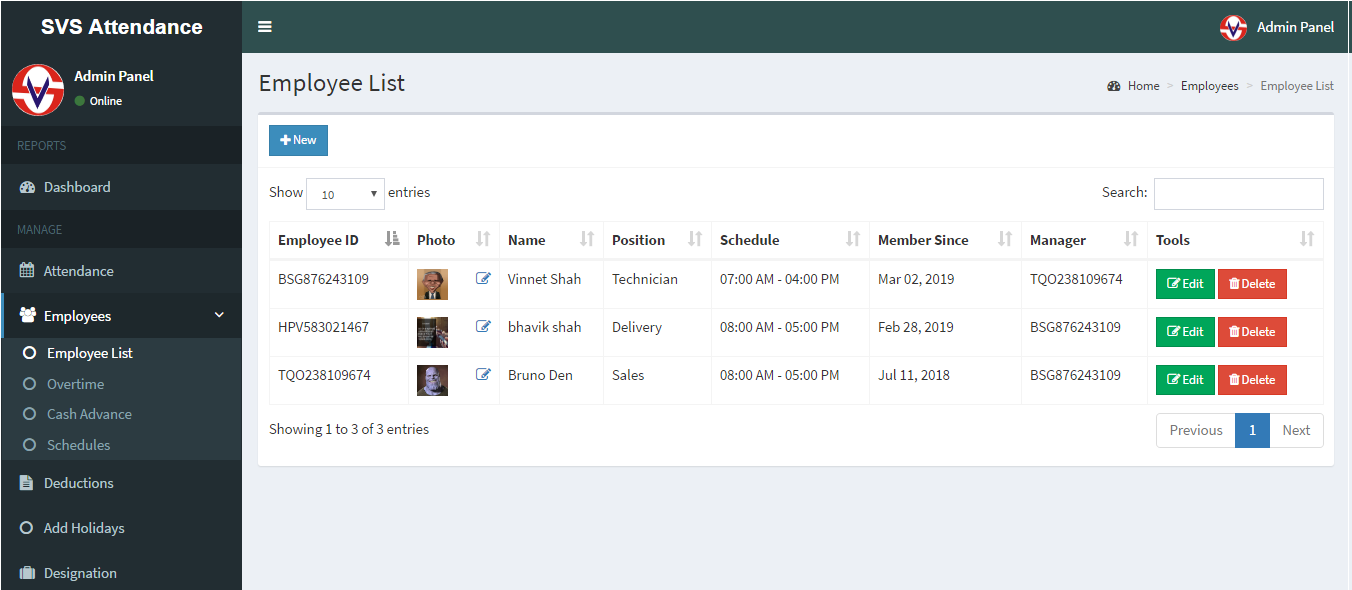 SVS Attendance
Admin Panel
Admin Panel
Online
REPORTS
Dashboard
MANAGE
Attendance
Employees
Employee List
Overtime
Cash Advance
Schedules
Deductions
Add Holidays
Designation
Employee List
Home > Employees > Employee List
New
Show 10 entries
Search:
Employee ID Photo Name Position Schedule Member Since Manager Tools
BSG876243109 Vinnet Shah Technician 07:00 AM - 04:00 PM Mar 02, 2019 TQO238109674 Edit Delete
HPV583021467 bhavik shah Delivery 08:00 AM - 05:00 PM Feb 28, 2019 BSG876243109 Edit Delete
TQO238109674 Bruno Den Sales 08:00 AM - 05:00 PM Jul 11, 2018 BSG876243109 Edit Delete
Showing 1 to 3 of 3 entries
Previous 1 Next